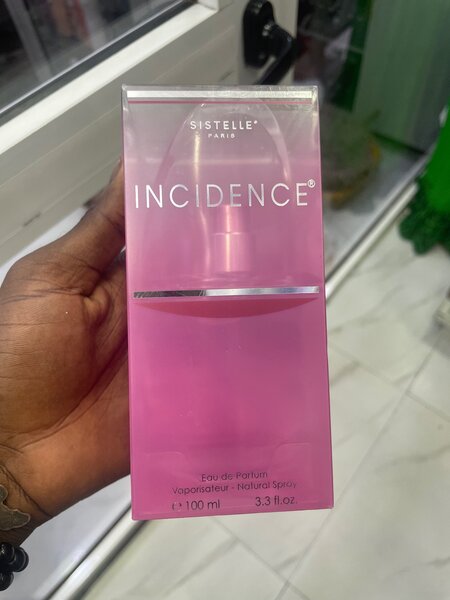 SISTELLE®
PARIS
INCIDENCE®
Eau de Parfum
Vaporisateur - Natural Spray
℮ 100 ml 3.3 fl.oz.